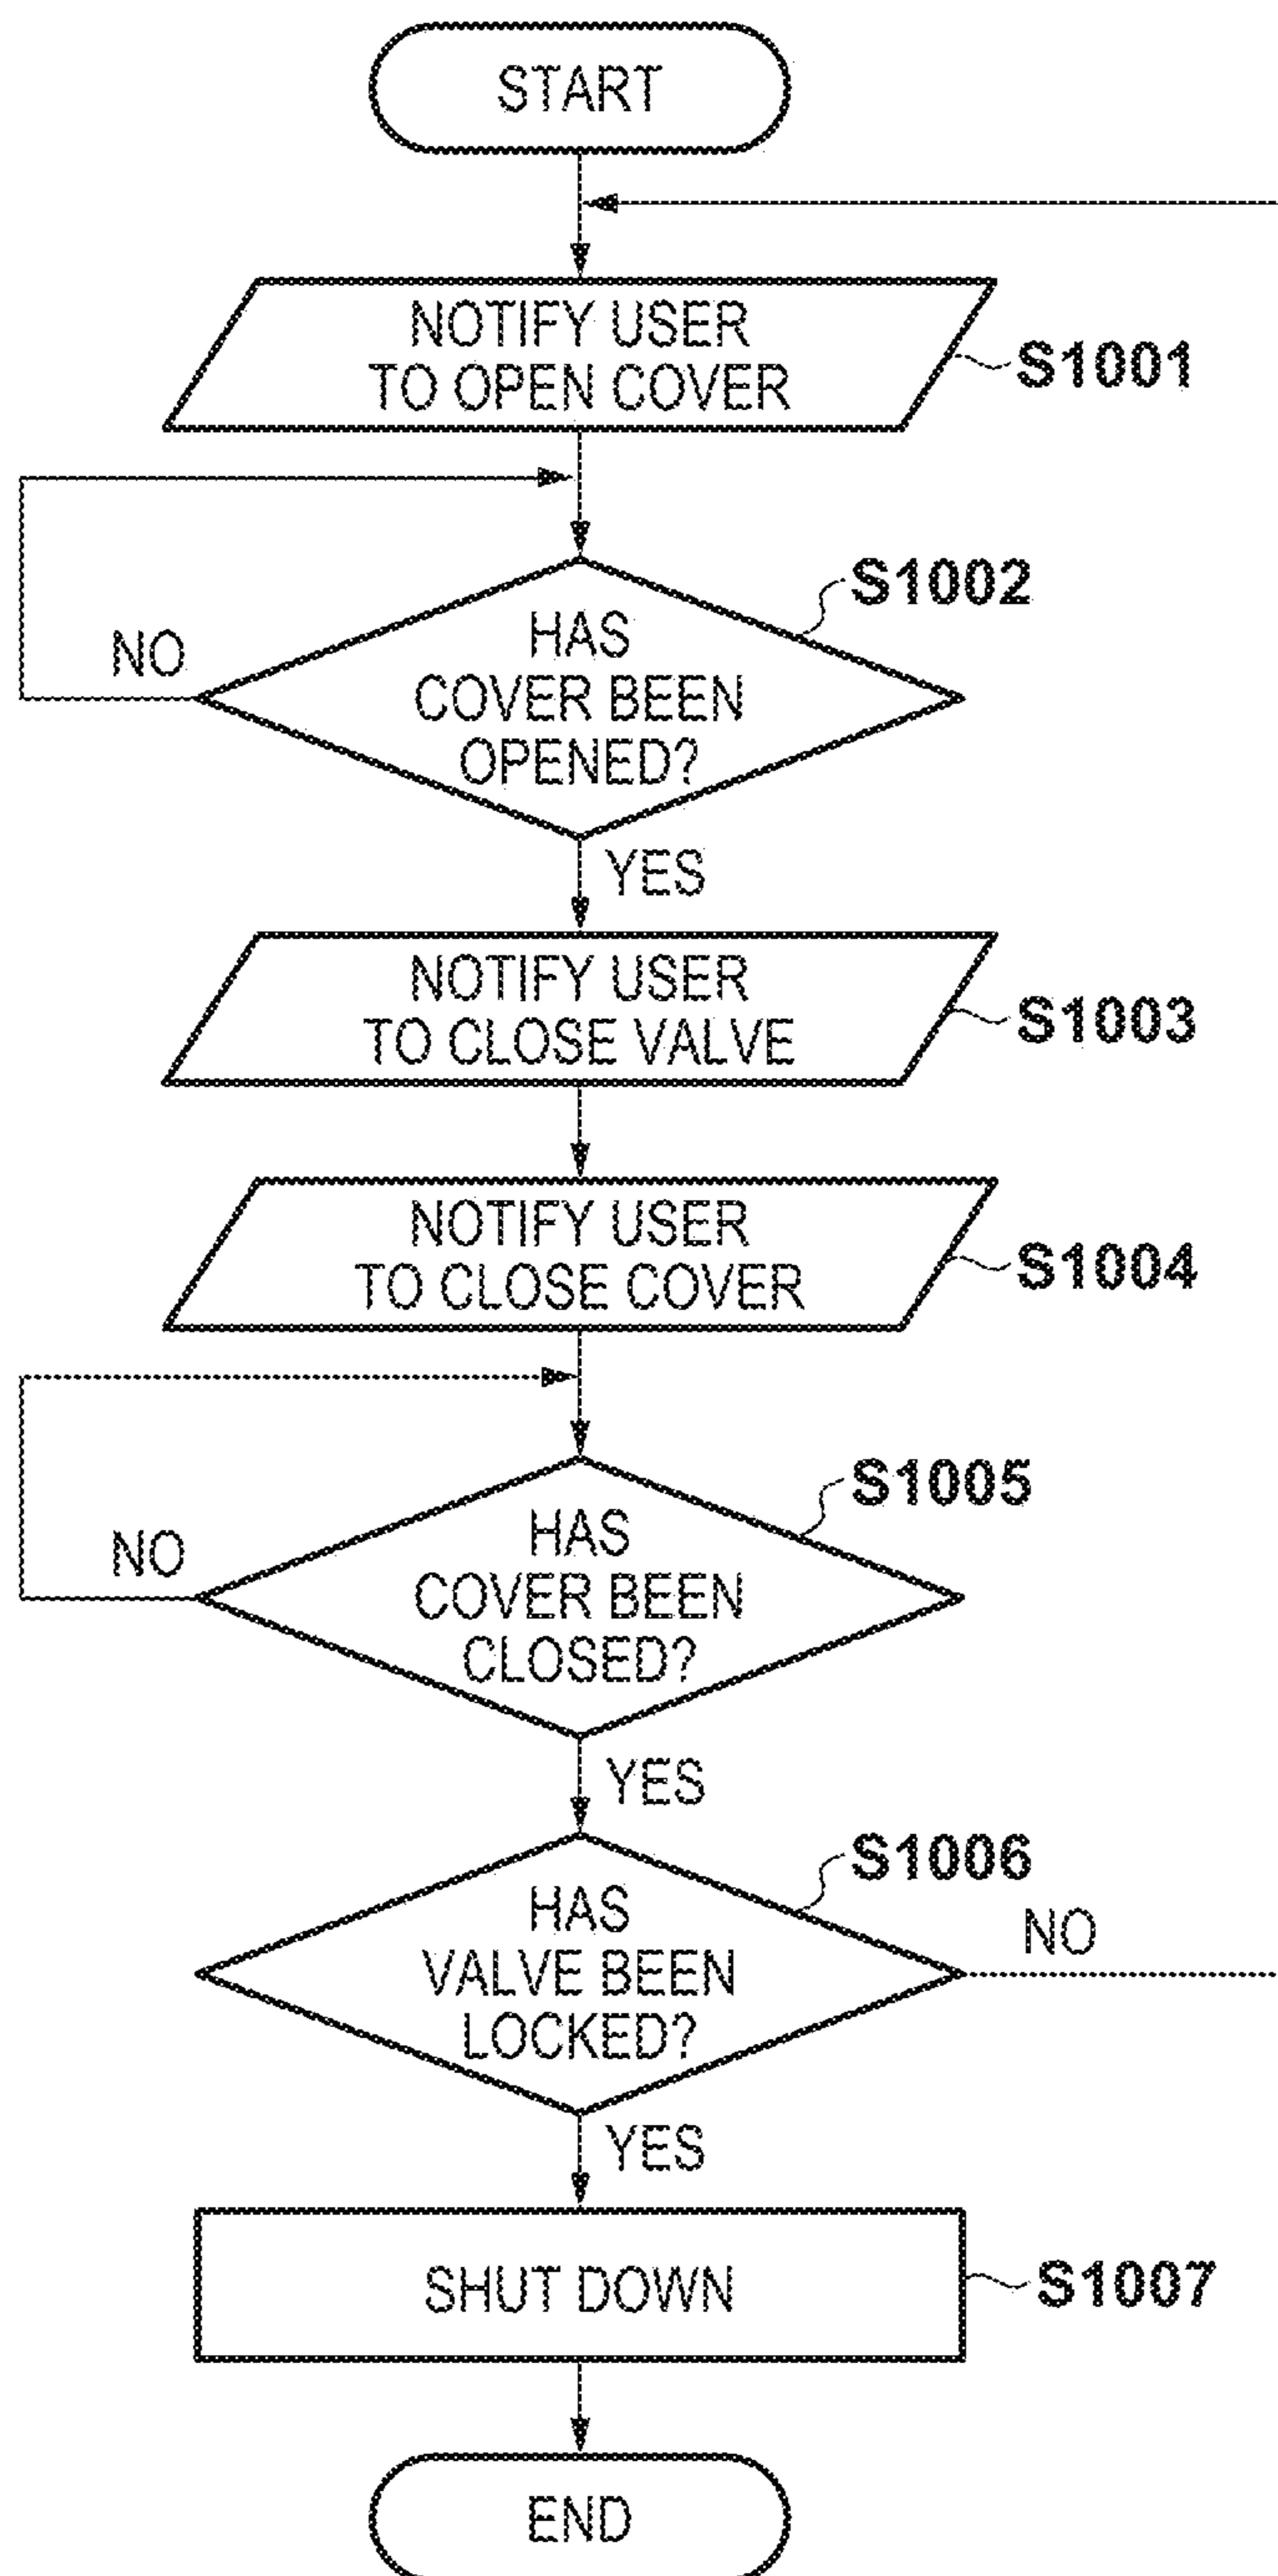 START
NOTIFY USER
TO OPEN COVER
S1001
S1002
HAS
COVER BEEN
OPENED?
NO
YES
NOTIFY USER
TO CLOSE VALVE
S1003
NOTIFY USER
TO CLOSE COVER
S1004
S1005
HAS
COVER BEEN
CLOSED?
NO
YES
S1006
HAS
VALVE BEEN
LOCKED?
NO
YES
SHUT DOWN
S1007
END